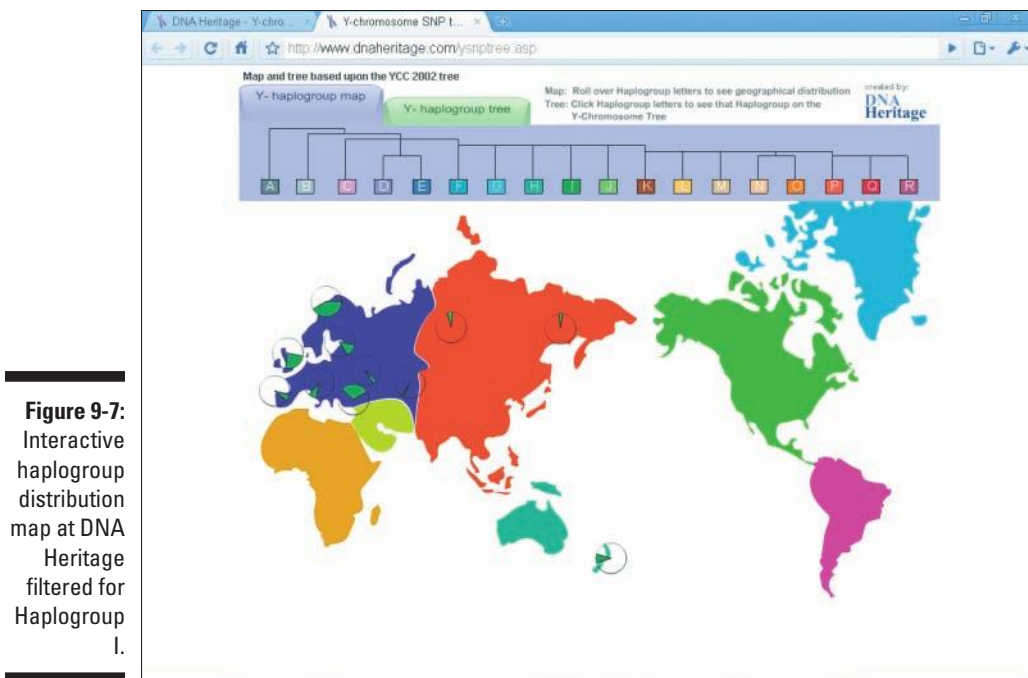 DNA Heritage - Y-chro...
Y-chromosome SNP t...
http://www.dnaheritage.com/ysnptree.asp
Map and tree based upon the YCC 2002 tree
Y- haplogroup map
Y- haplogroup tree
Map: Roll over Haplogroup letters to see geographical distribution
Tree: Click Haplogroup letters to see that Haplogroup on the
Y-Chromosome Tree
created by:
DNA
Heritage
A B C D E F G H I J K L M N O P Q R
Figure 9-7:
Interactive
haplogroup
distribution
map at DNA
Heritage
filtered for
Haplogroup
I.